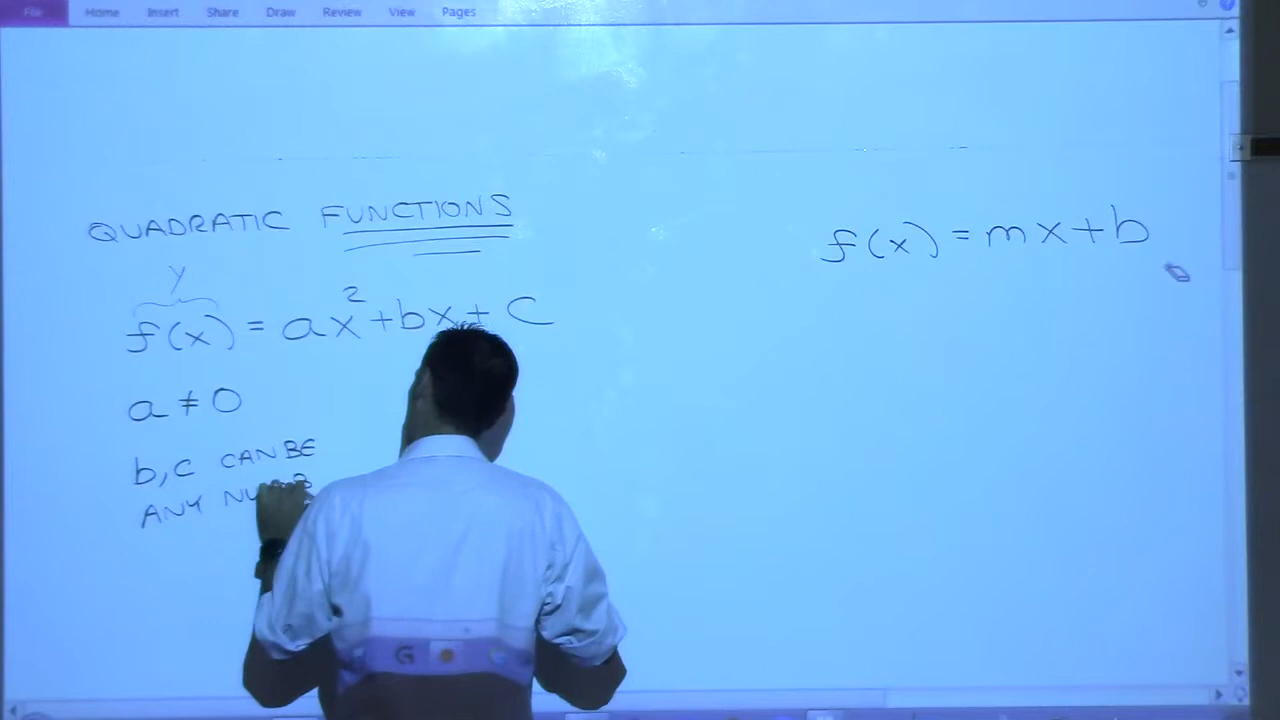 File Home Insert Share Draw Review View Pages
QUADRATIC FUNCTIONS
y
f(x) = ax²+bx+ C
a ≠ 0
b,c CAN BE
ANY
f(x) = mx+b
G